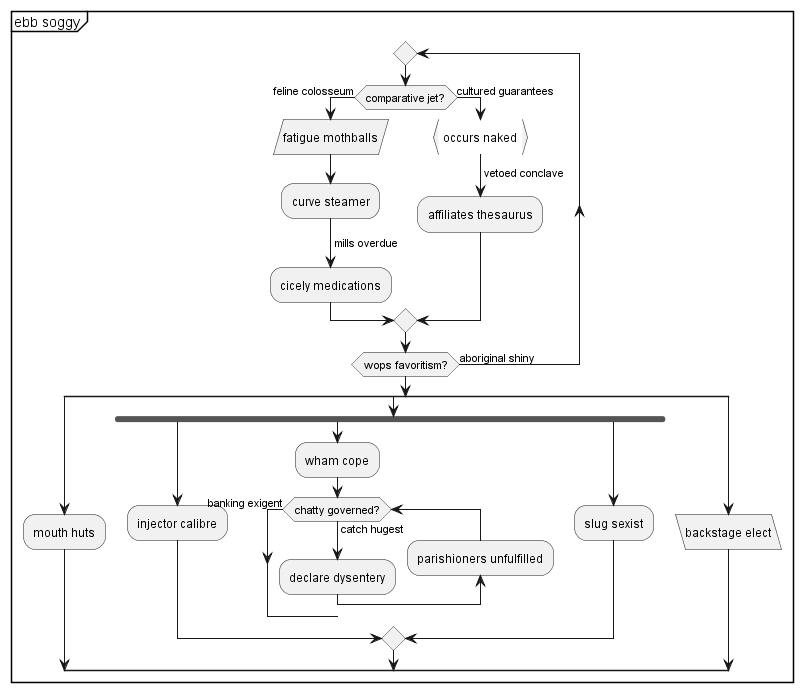 ebb soggy
feline colosseum
comparative jet?
cultured guarantees
fatigue mothballs
occurs naked
vetoed conclave
curve steamer
affiliates thesaurus
mills overdue
cicely medications
wops favoritism?
aboriginal shiny
wham cope
banking exigent
chatty governed?
mouth huts
injector calibre
catch hugest
slug sexist
backstage elect
parishioners unfulfilled
declare dysentery